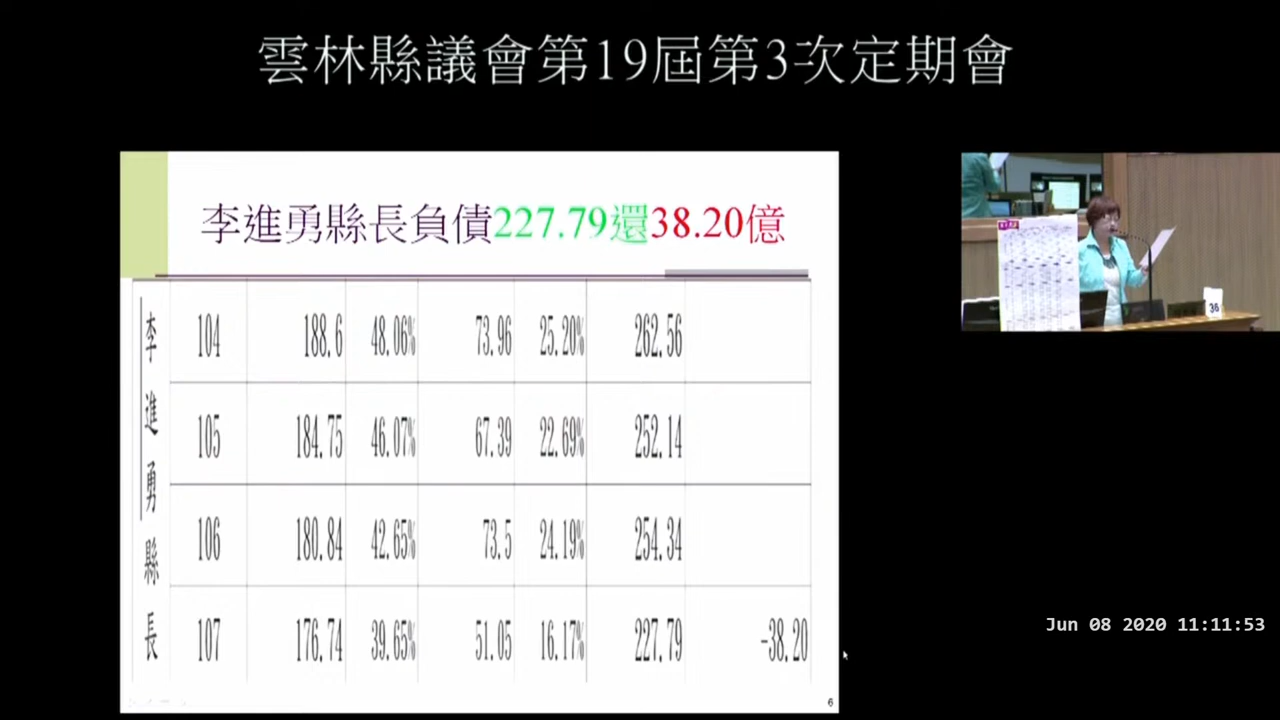 雲林縣議會第19屆第3次定期會
李進勇縣長負債227.79還38.20億
李進勇縣長
104 188.6 48.06% 73.96 25.20% 262.56
105 184.75 46.07% 67.39 22.69% 252.14
106 180.84 42.65% 73.5 24.19% 254.34
107 176.74 39.65% 51.05 16.17% 227.79 -38.20
6
36
Jun 08 2020 11:11:53